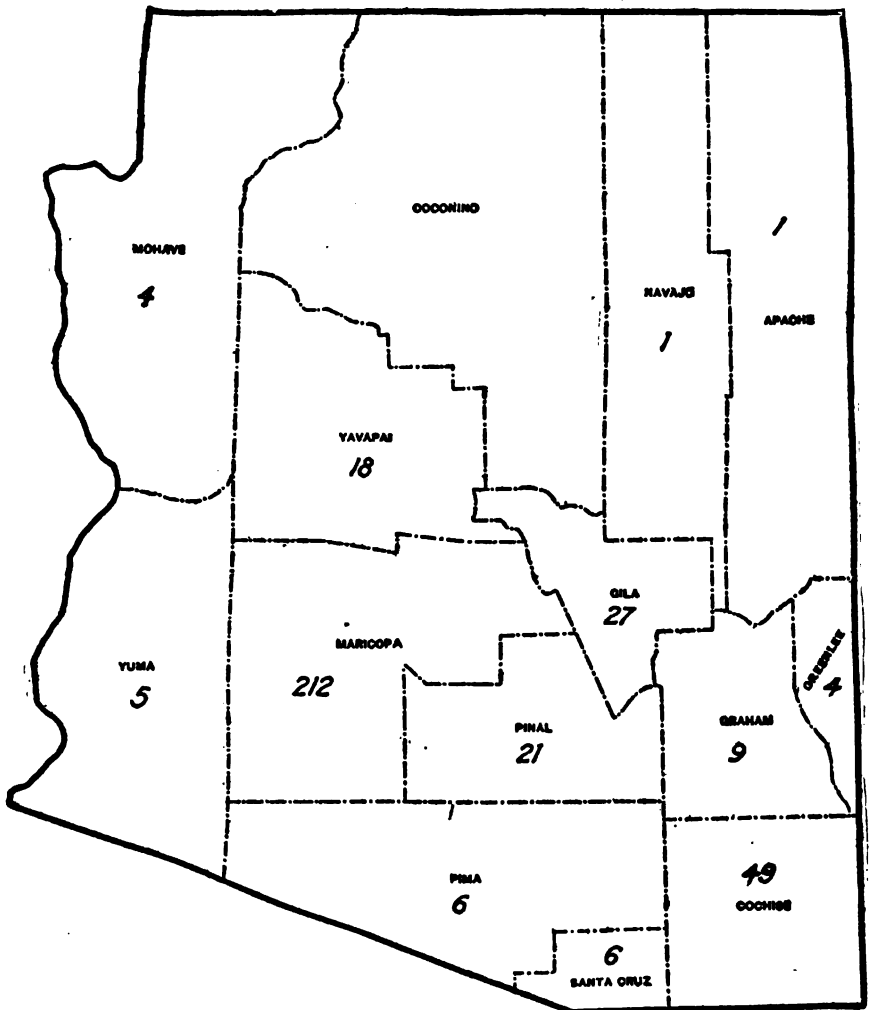 COCONINO
1
MOHAVE
4
NAVAJO
1
APACHE
YAVAPAI
18
GILA
27
MARICOPA
212
GREENLEE
4
YUMA
5
PINAL
21
GRAHAM
9
49
COCHISE
PIMA
6
6
SANTA CRUZ